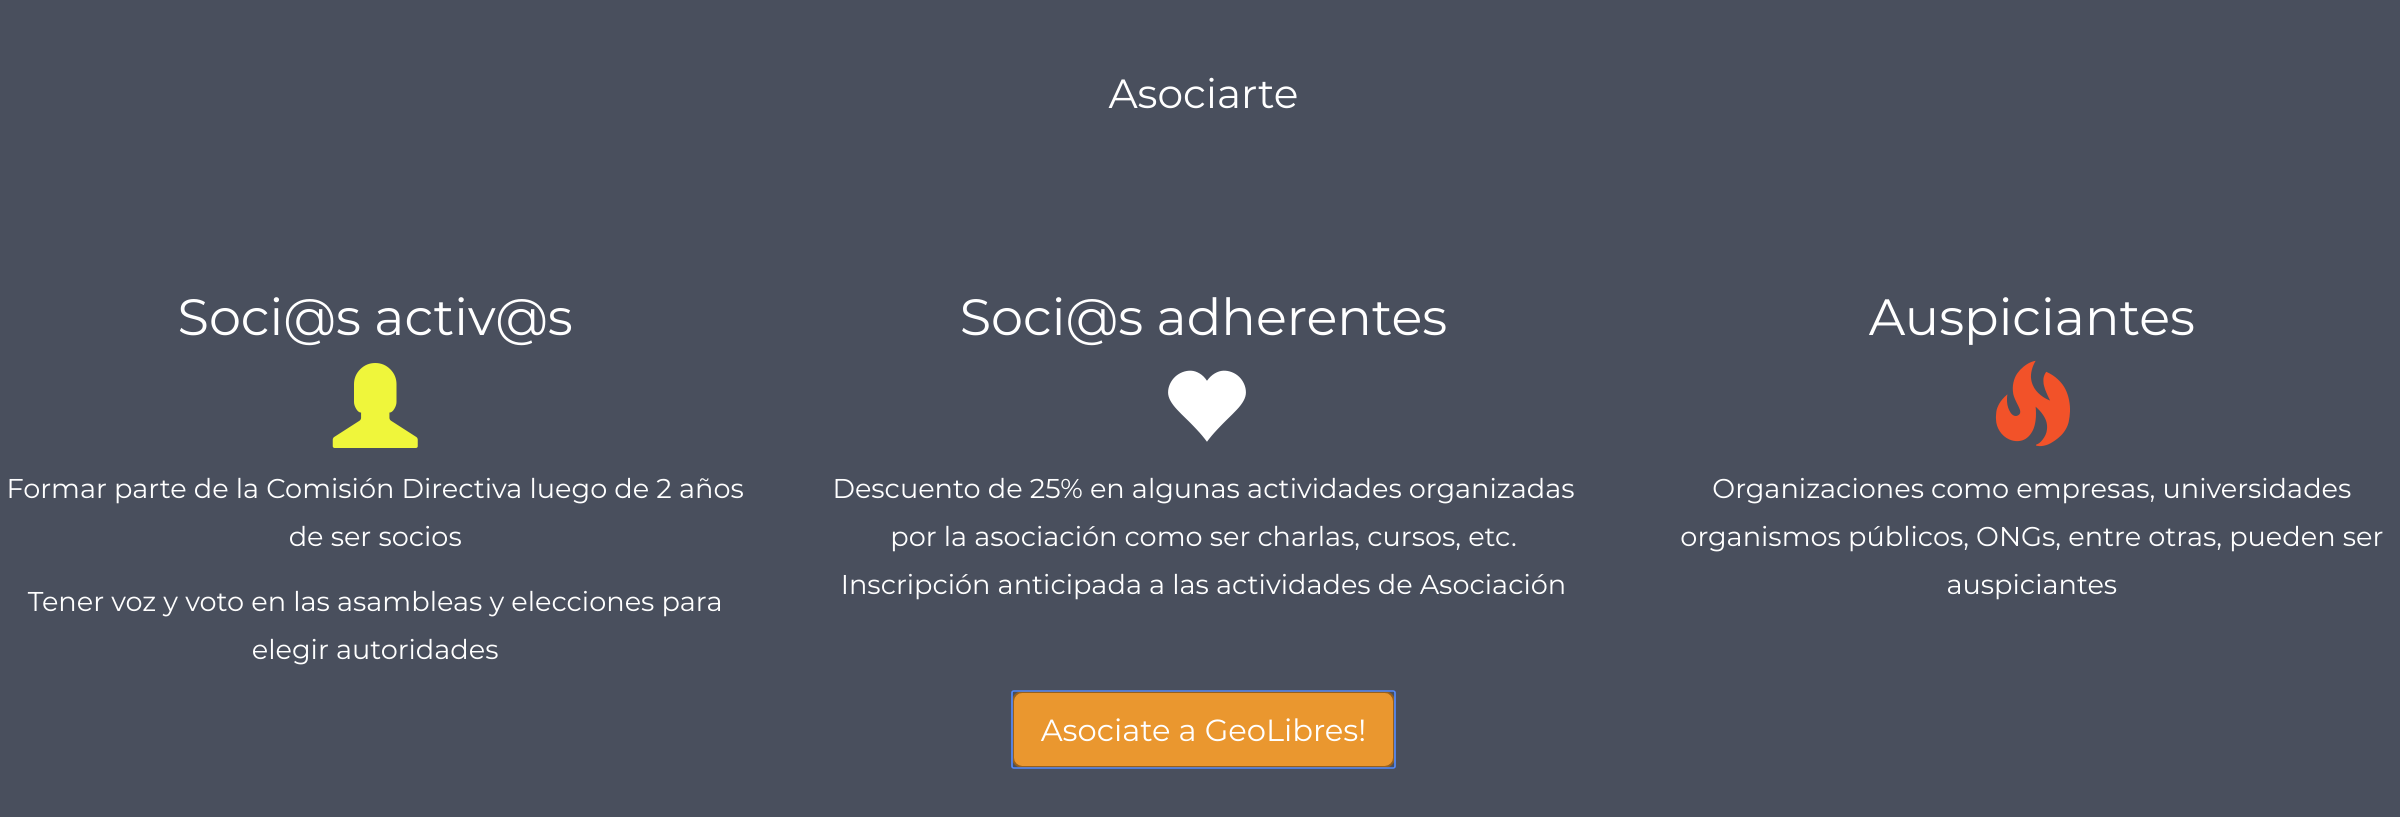 Asociarte
Soci@s activ@s
Formar parte de la Comisión Directiva luego de 2 años
de ser socios
Tener voz y voto en las asambleas y elecciones para
elegir autoridades
Soci@s adherentes
Descuento de 25% en algunas actividades organizadas
por la asociación como ser charlas, cursos, etc.
Inscripción anticipada a las actividades de Asociación
Auspiciantes
Organizaciones como empresas, universidades
organismos públicos, ONGs, entre otras, pueden ser
auspiciantes
Asociate a GeoLibres!